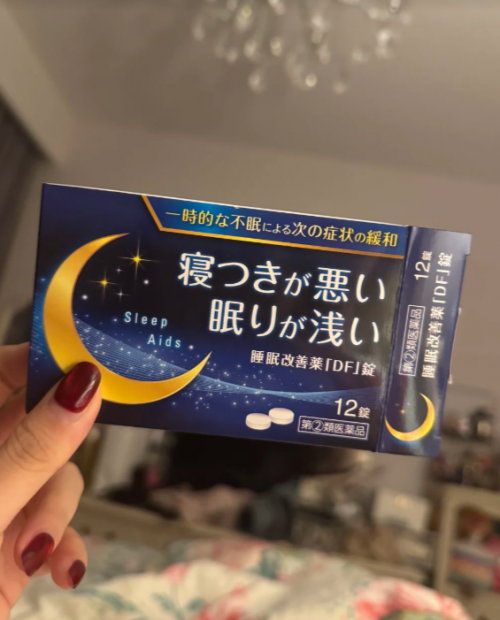 一時的な不眠による次の症状の緩和
寝つきが悪い
眠りが浅い
Sleep
Aids
睡眠改善薬「DF」錠
12錠
第②類医薬品
12錠
第②類医薬品
睡眠改善薬「DF」錠